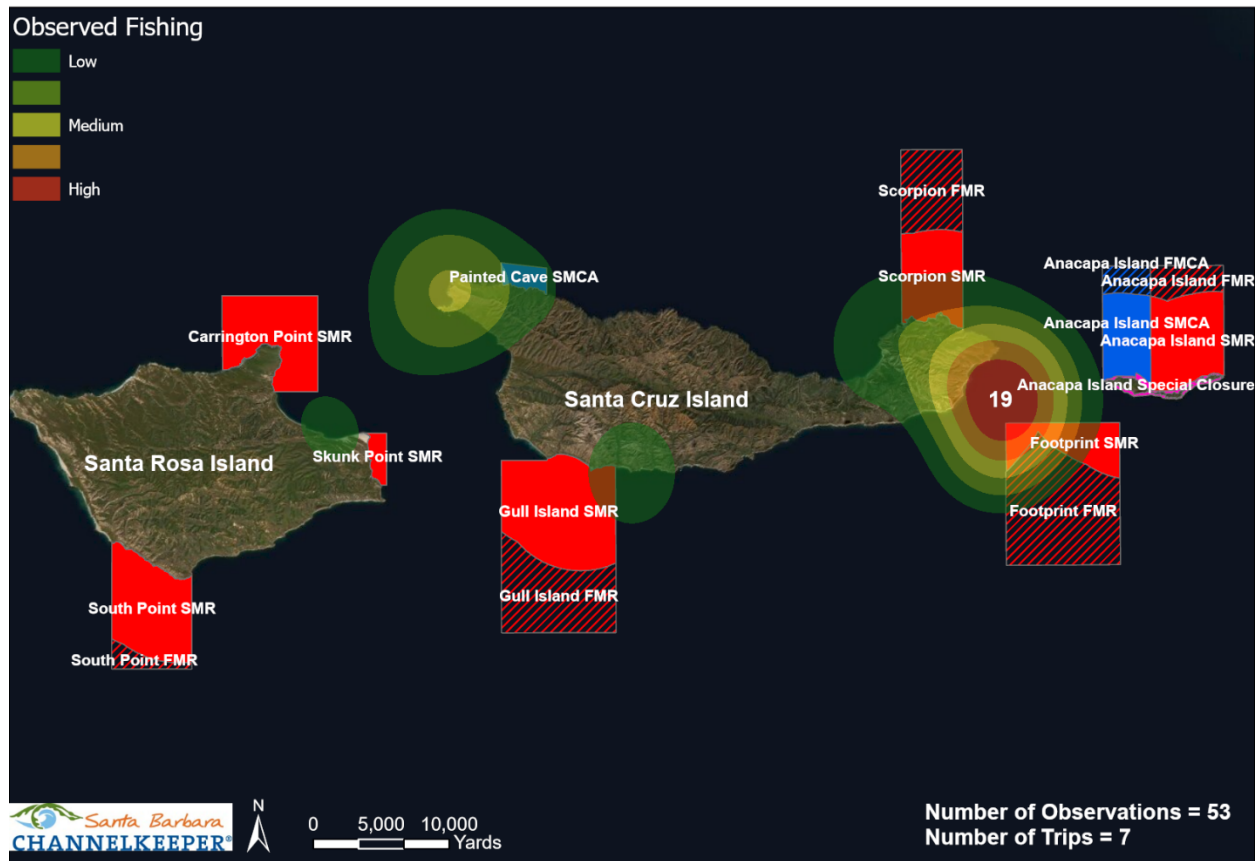 Observed Fishing
Low
Medium
High
Scorpion FMR
Painted Cave SMCA
Scorpion SMR
Anacapa Island FMCA
Anacapa Island FMR
Carrington Point SMR
Anacapa Island SMCA
Anacapa Island SMR
Anacapa Island Special Closure
Santa Cruz Island
19
Footprint SMR
Skunk Point SMR
Santa Rosa Island
Gull Island SMR
Footprint FMR
Gull Island FMR
South Point SMR
South Point FMR
Santa Barbara
CHANNELKEEPER®
N
0 5,000 10,000
Yards
Number of Observations = 53
Number of Trips = 7